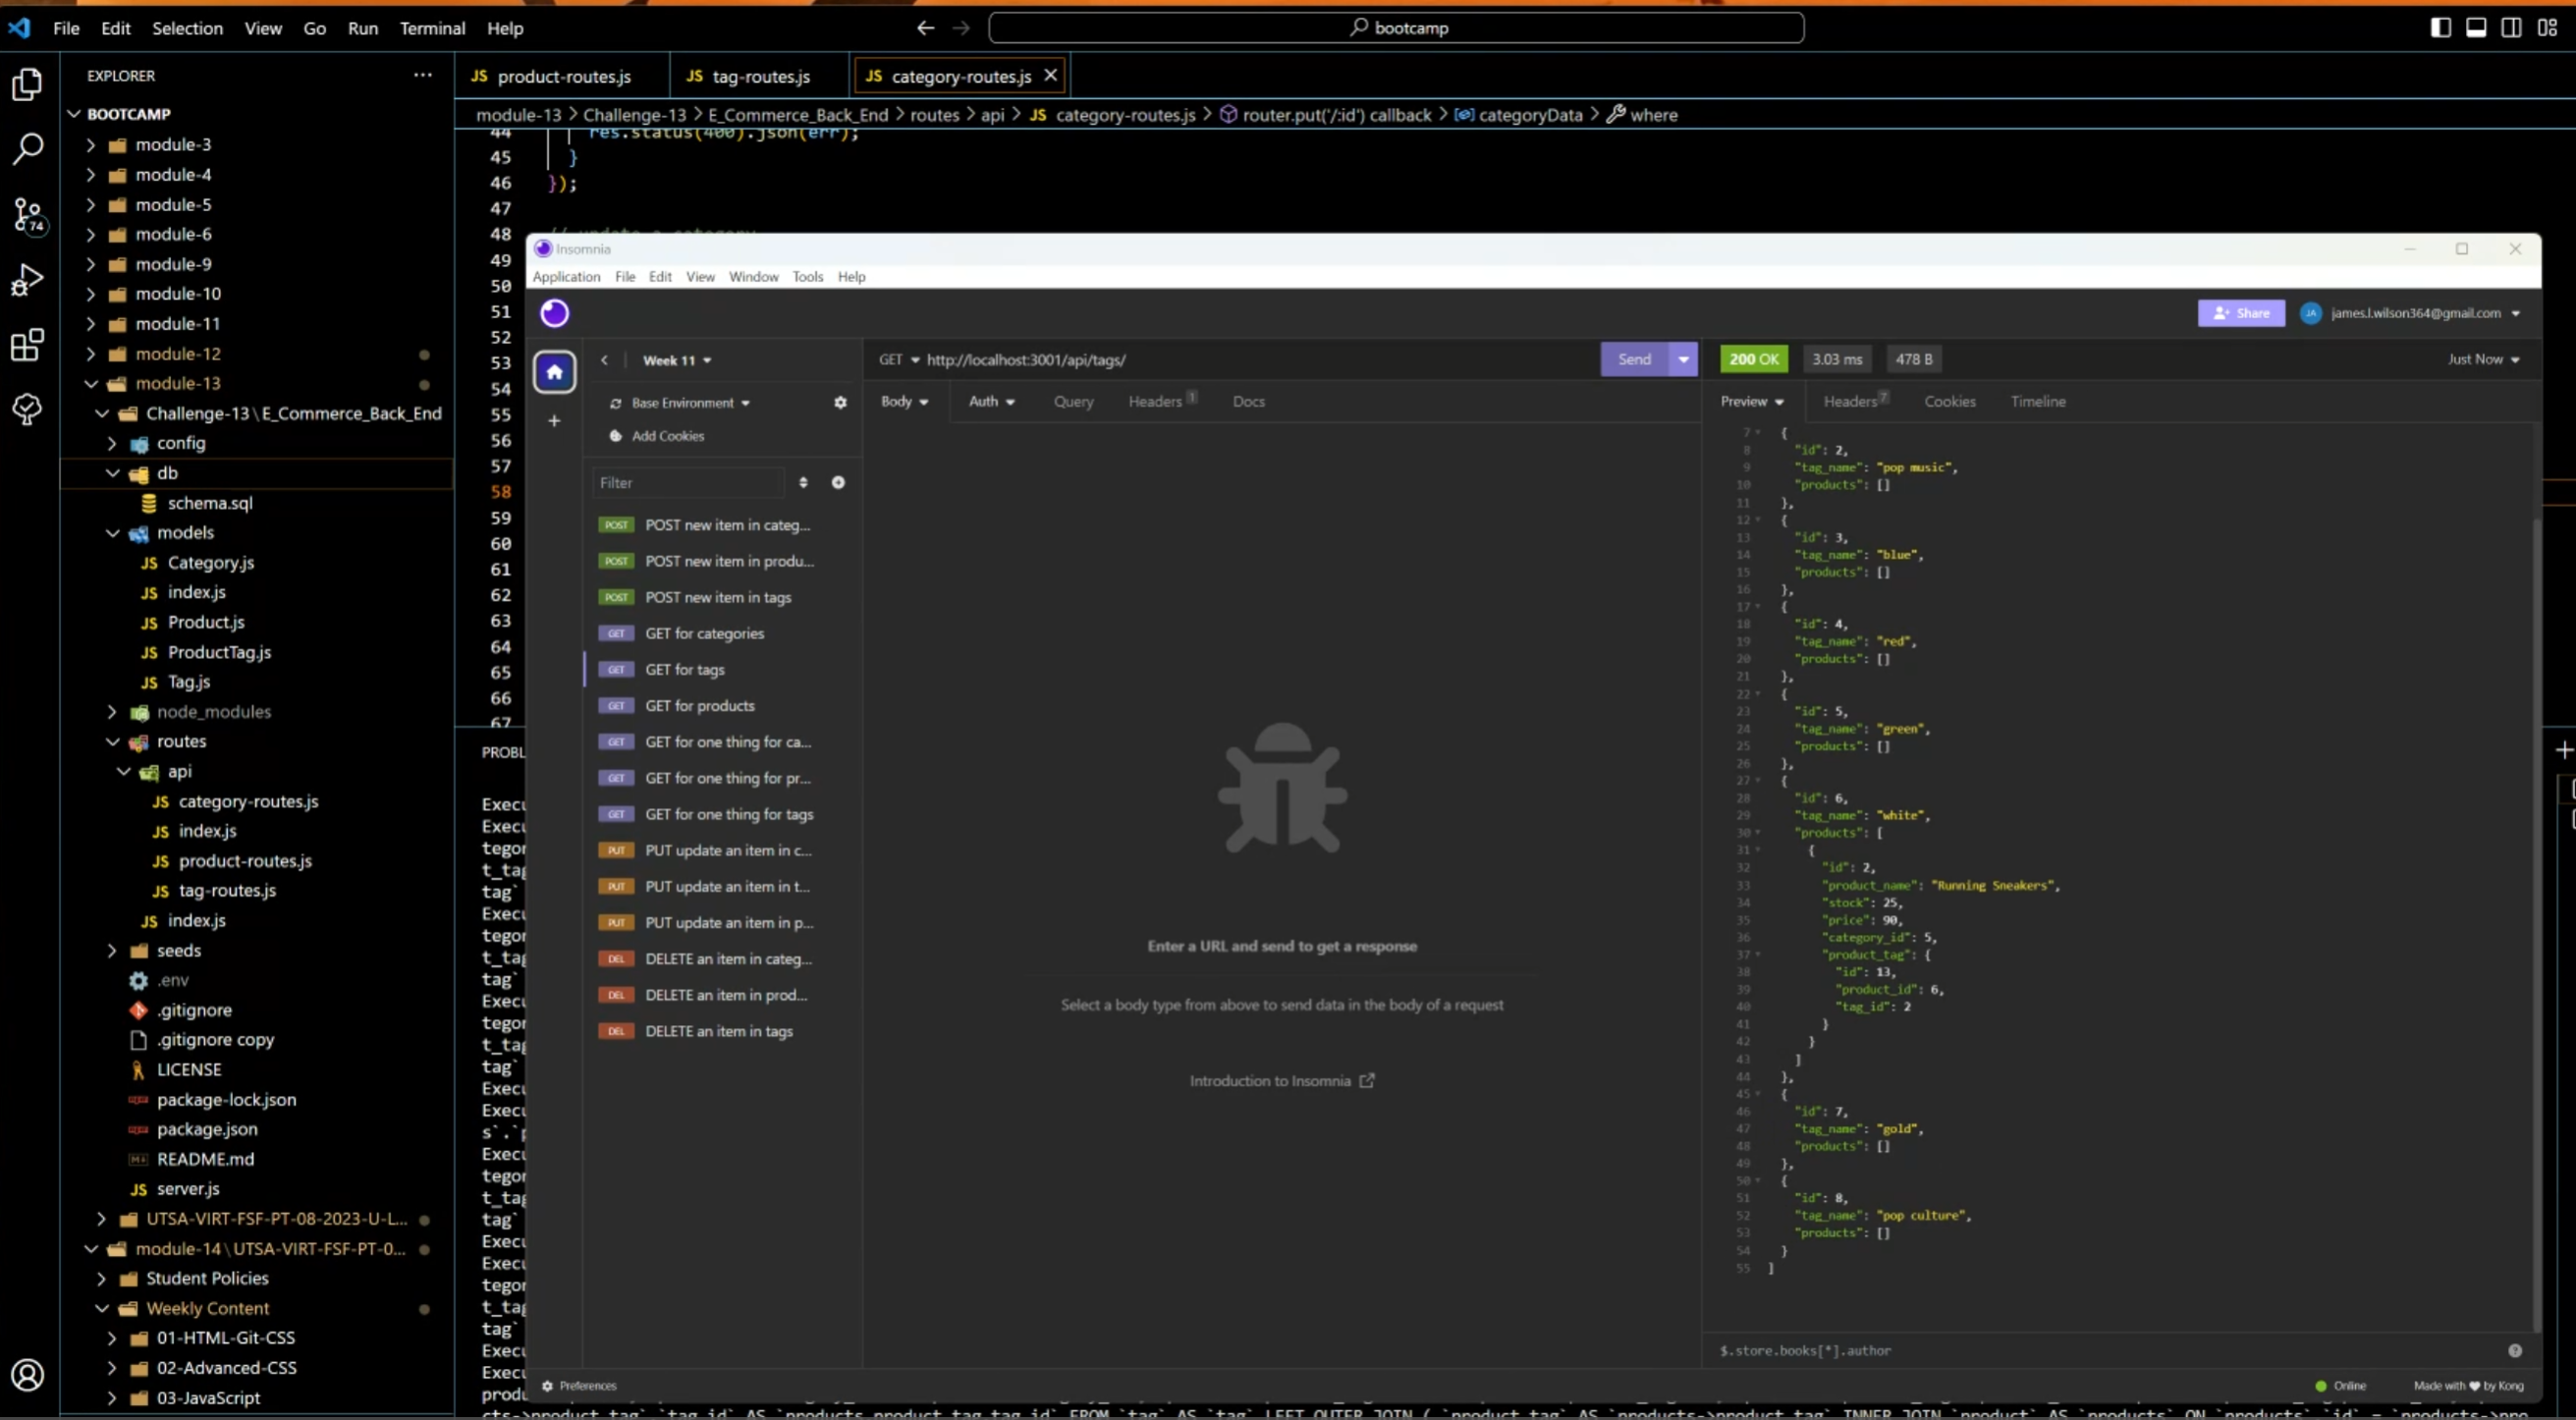 File Edit Selection View Go Run Terminal Help
bootcamp
EXPLORER
BOOTCAMP
module-3
module-4
module-5
module-6
module-9
module-10
module-11
module-12
module-13
Challenge-13\E_Commerce_Back_End
config
db
schema.sql
models
JS Category.js
JS index.js
JS Product.js
JS ProductTag.js
JS Tag.js
node_modules
routes
api
JS category-routes.js
JS index.js
JS product-routes.js
JS tag-routes.js
JS index.js
seeds
.env
.gitignore
.gitignore copy
LICENSE
package-lock.json
package.json
README.md
JS server.js
UTSA-VIRT-FSF-PT-08-2023-U-L...
module-14\UTSA-VIRT-FSF-PT-0...
Student Policies
Weekly Content
01-HTML-Git-CSS
02-Advanced-CSS
03-JavaScript
74
JS product-routes.js
JS tag-routes.js
JS category-routes.js
module-13 > Challenge-13 > E_Commerce_Back_End > routes > api > JS category-routes.js > router.put('/:id') callback > categoryData > where
44 res.status(400).json(err);
45 }
46 });
47
48 // update a category
49
50
51
52
53
54
55
56
57
58
59
60
61
62
63
64
65
66
67
PROBL
Insomnia
Application File Edit View Window Tools Help
Share
JA james.l.wilson364@gmail.com
Week 11
Base Environment
Add Cookies
Filter
POST POST new item in categ...
POST POST new item in produ...
POST POST new item in tags
GET GET for categories
GET GET for tags
GET GET for products
GET GET for one thing for ca...
GET GET for one thing for pr...
GET GET for one thing for tags
PUT PUT update an item in c...
PUT PUT update an item in t...
PUT PUT update an item in p...
DEL DELETE an item in categ...
DEL DELETE an item in prod...
DEL DELETE an item in tags
Preferences
GET http://localhost:3001/api/tags/
Send
Body Auth Query Headers 1 Docs
Enter a URL and send to get a response
Select a body type from above to send data in the body of a request
Introduction to Insomnia
200 OK 3.03 ms 478 B Just Now
Preview Headers 7 Cookies Timeline
7 {
8 "id": 2,
9 "tag_name": "pop music",
10 "products": []
11 },
12 {
13 "id": 3,
14 "tag_name": "blue",
15 "products": []
16 },
17 {
18 "id": 4,
19 "tag_name": "red",
20 "products": []
21 },
22 {
23 "id": 5,
24 "tag_name": "green",
25 "products": []
26 },
27 {
28 "id": 6,
29 "tag_name": "white",
30 "products": [
31 {
32 "id": 2,
33 "product_name": "Running Sneakers",
34 "stock": 25,
35 "price": 90,
36 "category_id": 5,
37 "product_tag": {
38 "id": 13,
39 "product_id": 6,
40 "tag_id": 2
41 }
42 }
43 ]
44 },
45 {
46 "id": 7,
47 "tag_name": "gold",
48 "products": []
49 },
50 {
51 "id": 8,
52 "tag_name": "pop culture",
53 "products": []
54 }
55 ]
$.store.books[*].author
Online Made with ♥ by Kong
Execu
Execu
tegor
t_tag
tag`
Execu
tegor
t_tag
tag`
Execu
tegor
t_tag
tag`
Execu
Execu
s`.`p
Execu
tegor
t_tag
tag`
Execu
Execu
tegor
t_tag
tag`
Execu
Execu
produ
cts->product_tag`.`tag_id` AS `products.product_tag.tag_id` FROM `tag` AS `tag` LEFT OUTER JOIN ( `product_tag` AS `products->product_tag` INNER JOIN `product` AS `products` ON `products`.`id` = `products->pro